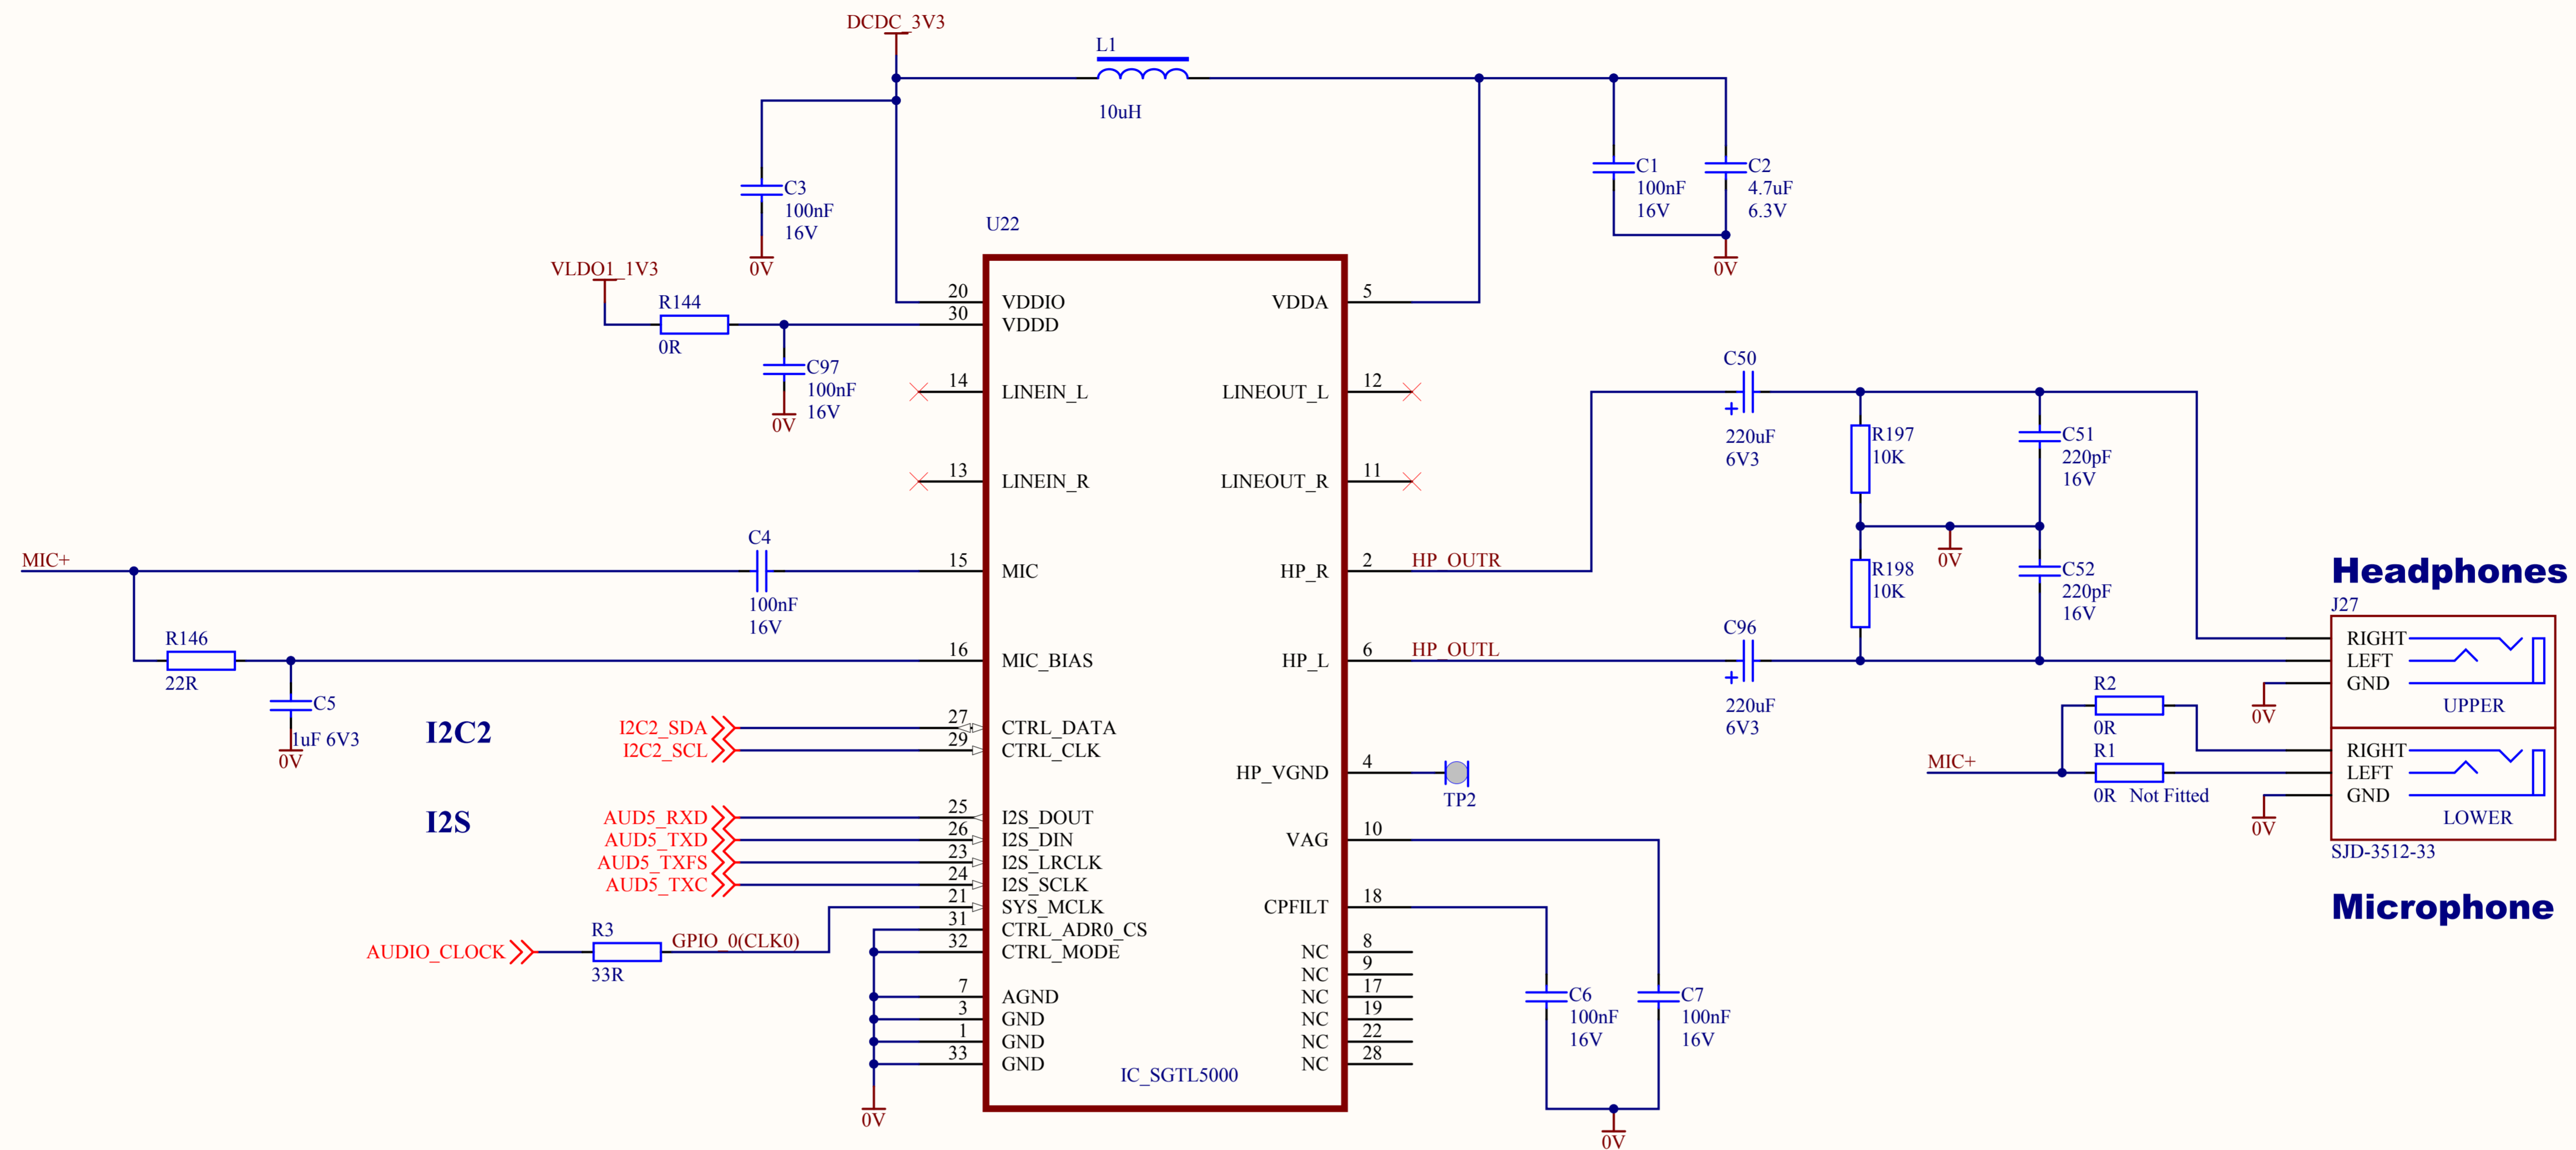 DCDC_3V3
L1
10uH
C3
100nF
16V
0V
C1
100nF
16V
C2
4.7uF
6.3V
0V
U22
VLDO1_1V3
R144
0R
C97
100nF
16V
0V
20 VDDIO
30 VDDD
14 LINEIN_L
13 LINEIN_R
15 MIC
16 MIC_BIAS
27 CTRL_DATA
29 CTRL_CLK
25 I2S_DOUT
26 I2S_DIN
23 I2S_LRCLK
24 I2S_SCLK
21 SYS_MCLK
31 CTRL_ADR0_CS
32 CTRL_MODE
7 AGND
3 GND
1 GND
33 GND
0V
VDDA 5
LINEOUT_L 12
LINEOUT_R 11
HP_R 2 HP_OUTR
HP_L 6 HP_OUTL
HP_VGND 4
TP2
VAG 10
CPFILT 18
NC 8
NC 9
NC 17
NC 19
NC 22
NC 28
IC_SGTL5000
MIC+
C4
100nF
16V
R146
22R
C5
1uF 6V3
0V
I2C2
I2C2_SDA
I2C2_SCL
I2S
AUD5_RXD
AUD5_TXD
AUD5_TXFS
AUD5_TXC
AUDIO_CLOCK
R3
33R
GPIO_0(CLK0)
C50
+
220uF
6V3
C96
+
220uF
6V3
R197
10K
R198
10K
0V
C51
220pF
16V
C52
220pF
16V
C6
100nF
16V
C7
100nF
16V
0V
Headphones
J27
RIGHT
LEFT
GND
UPPER
0V
R2
0R
R1
0R Not Fitted
MIC+
RIGHT
LEFT
GND
LOWER
0V
SJD-3512-33
Microphone